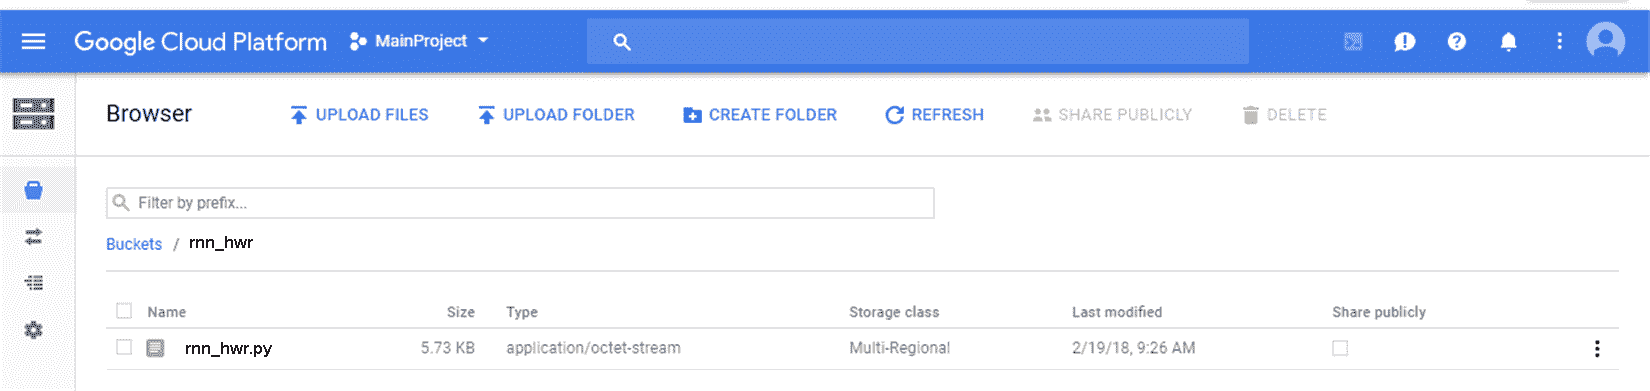 Google Cloud Platform MainProject
Browser UPLOAD FILES UPLOAD FOLDER CREATE FOLDER REFRESH SHARE PUBLICLY DELETE
Filter by prefix...
Buckets / rnn_hwr
Name Size Type Storage class Last modified Share publicly
rnn_hwr.py 5.73 KB application/octet-stream Multi-Regional 2/19/18, 9:26 AM